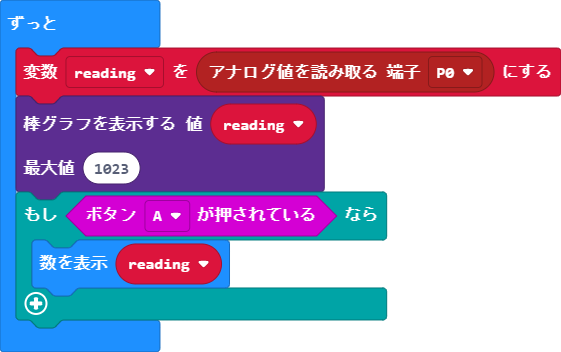 ずっと
変数 reading を アナログ値を読み取る 端子 P0 にする
棒グラフを表示する 値 reading
最大値 1023
もし ボタン A が押されている なら
数を表示 reading